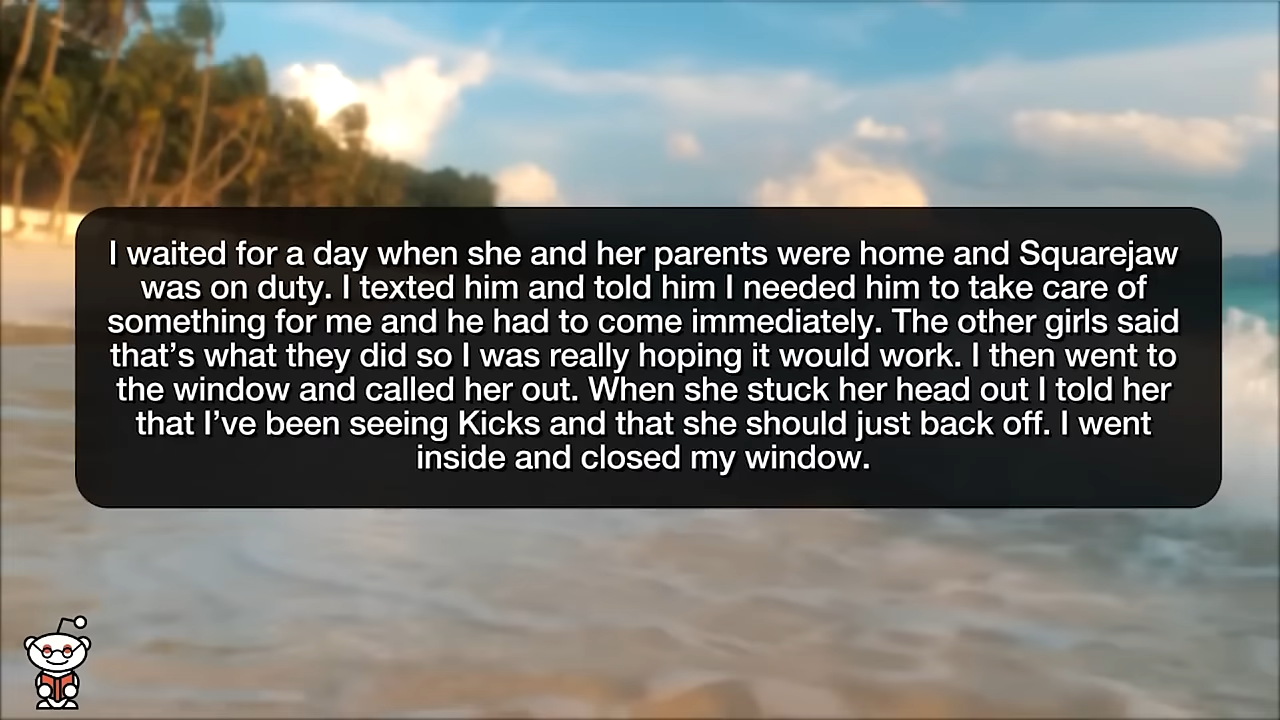 I waited for a day when she and her parents were home and Squarejaw
was on duty. I texted him and told him I needed him to take care of
something for me and he had to come immediately. The other girls said
that’s what they did so I was really hoping it would work. I then went to
the window and called her out. When she stuck her head out I told her
that I’ve been seeing Kicks and that she should just back off. I went
inside and closed my window.